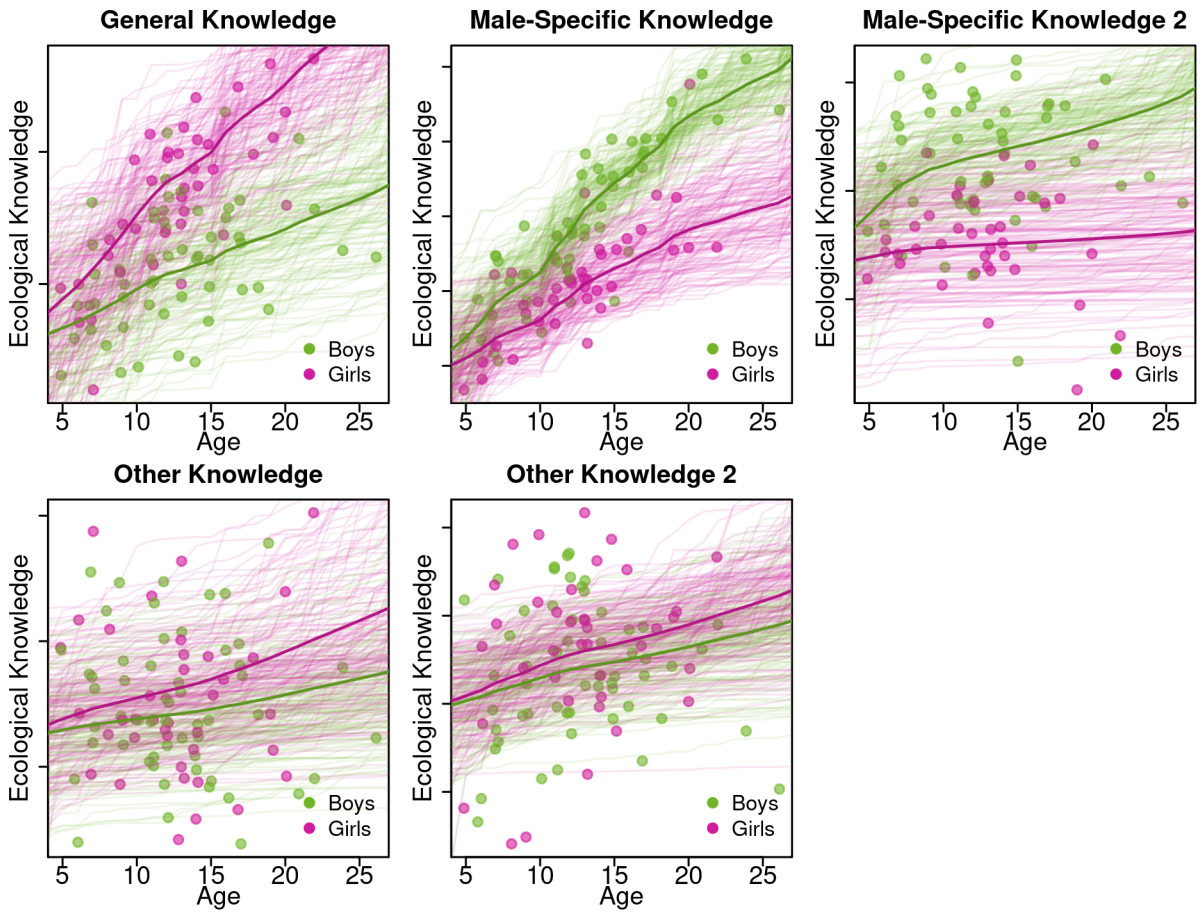 General Knowledge
Male-Specific Knowledge
Male-Specific Knowledge 2
Ecological Knowledge
Boys
Girls
5 10 15 20 25
Age
Ecological Knowledge
Boys
Girls
5 10 15 20 25
Age
Ecological Knowledge
Boys
Girls
5 10 15 20 25
Age
Other Knowledge
Other Knowledge 2
Ecological Knowledge
Boys
Girls
5 10 15 20 25
Age
Ecological Knowledge
Boys
Girls
5 10 15 20 25
Age